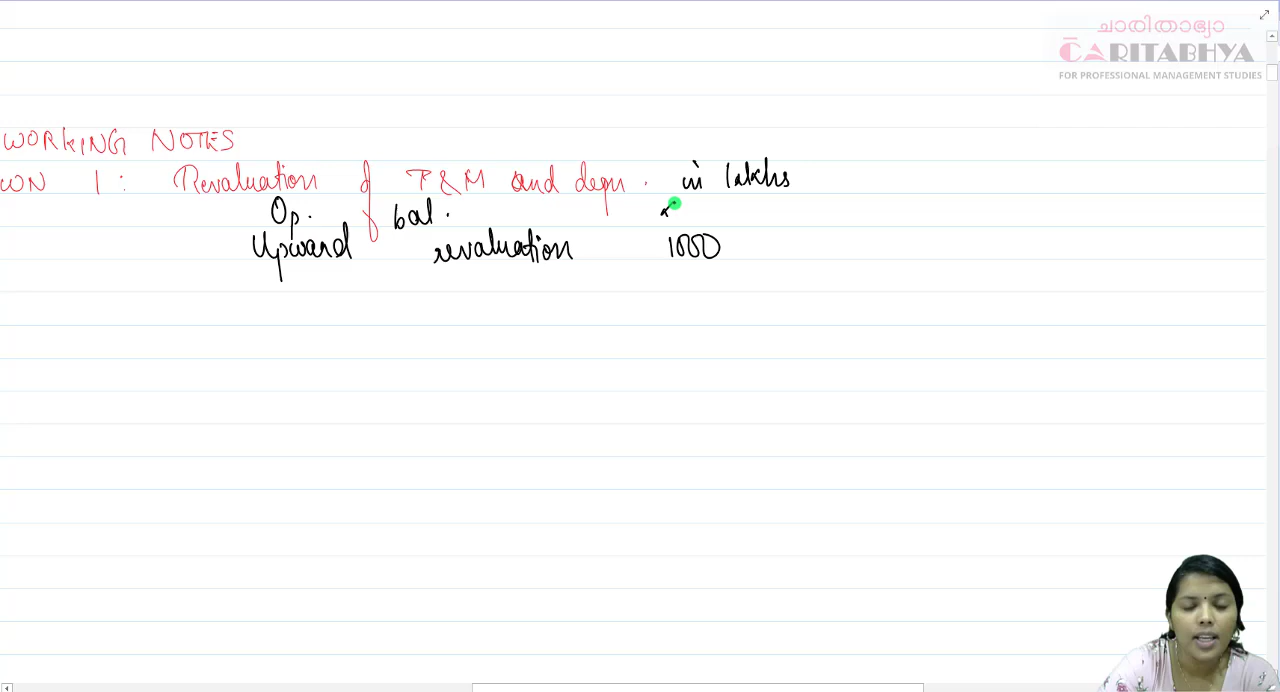 ചാരിതാഭ്യാ
CĀRITABHYA
FOR PROFESSIONAL MANAGEMENT STUDIES
WORKING NOTES
WN 1: Revaluation of P&M and depn. in lakhs
Op. bal.
Upward revaluation 1000